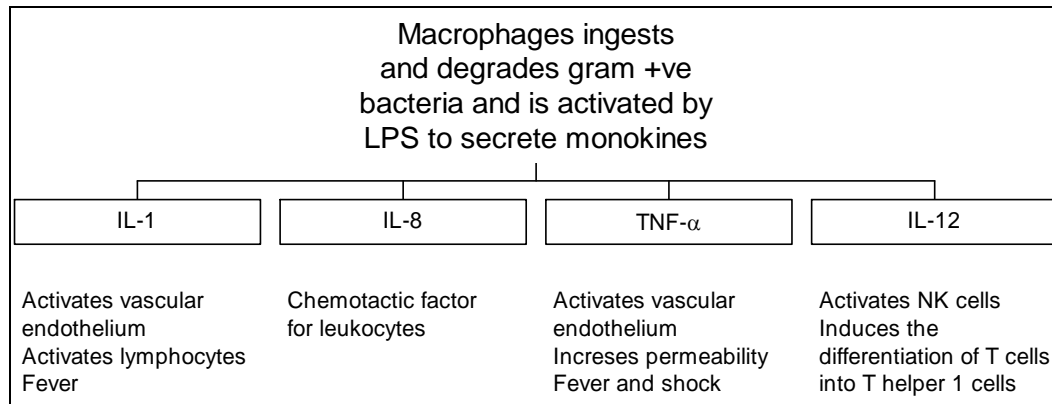 Macrophages ingests
and degrades gram +ve
bacteria and is activated by
LPS to secrete monokines
IL-1
IL-8
TNF-α
IL-12
Activates vascular
endothelium
Activates lymphocytes
Fever
Chemotactic factor
for leukocytes
Activates vascular
endothelium
Increses permeability
Fever and shock
Activates NK cells
Induces the
differentiation of T cells
into T helper 1 cells